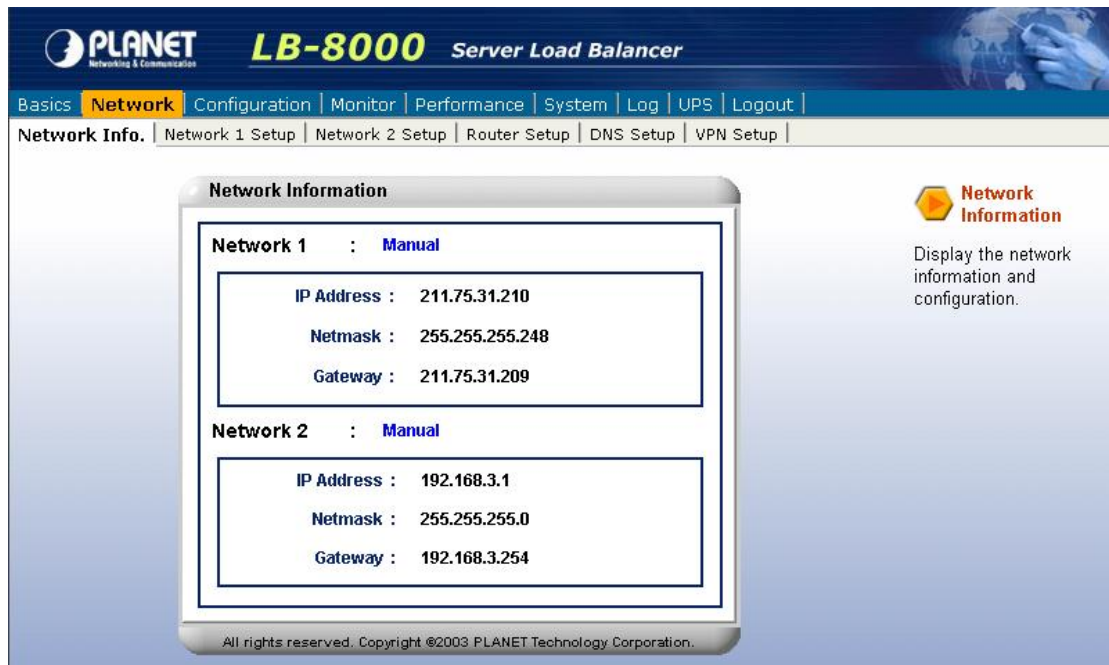 PLANET
Networking & Communication
LB-8000 Server Load Balancer
Basics | Network | Configuration | Monitor | Performance | System | Log | UPS | Logout |
Network Info. | Network 1 Setup | Network 2 Setup | Router Setup | DNS Setup | VPN Setup |
Network Information
Network 1 : Manual
IP Address : 211.75.31.210
Netmask : 255.255.255.248
Gateway : 211.75.31.209
Network 2 : Manual
IP Address : 192.168.3.1
Netmask : 255.255.255.0
Gateway : 192.168.3.254
All rights reserved. Copyright ©2003 PLANET Technology Corporation.
Network
Information
Display the network
information and
configuration.